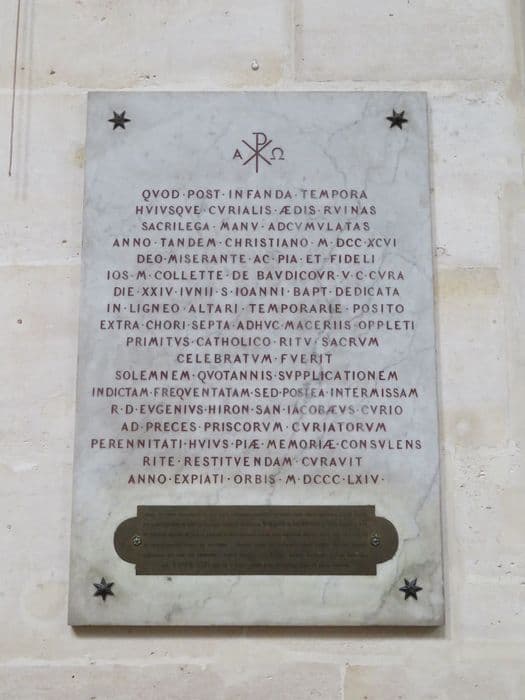 Α Ω
QVOD·POST·INFANDA·TEMPORA
HVIVSQVE·CVRIALIS·ÆDIS·RVINAS
SACRILEGA·MANV·ADCVMVLATAS
ANNO·TANDEM·CHRISTIANO·M·DCC·XCVI
DEO·MISERANTE·AC·PIA·ET·FIDELI
IOS·M·COLLETTE·DE·BAVDICOVR·V·C·CVRA
DIE·XXIV·IVNII·S·IOANNI·BAPT·DEDICATA
IN·LIGNEO·ALTARI·TEMPORARIE·POSITO
EXTRA·CHORI·SEPTA·ADHVC·MACERIIS·OPPLETI
PRIMITVS·CATHOLICO·RITV·SACRVM
CELEBRATVM·FVERIT
SOLEMNEM·QVOTANNIS·SVPPLICATIONEM
INDICTAM·FREQVENTATAM·SED·POSTEA·INTERMISSAM
R·D·EVGENIVS·HIRON·SAN·IACOBÆVS·CVRIO
AD·PRECES·PRISCORVM·CVRIATORVM
PERENNITATI·HVIVS·PIÆ·MEMORIÆ·CONSVLENS
RITE·RESTITVENDAM·CVRAVIT
ANNO·EXPIATI·ORBIS·M·DCCC·LXIV·